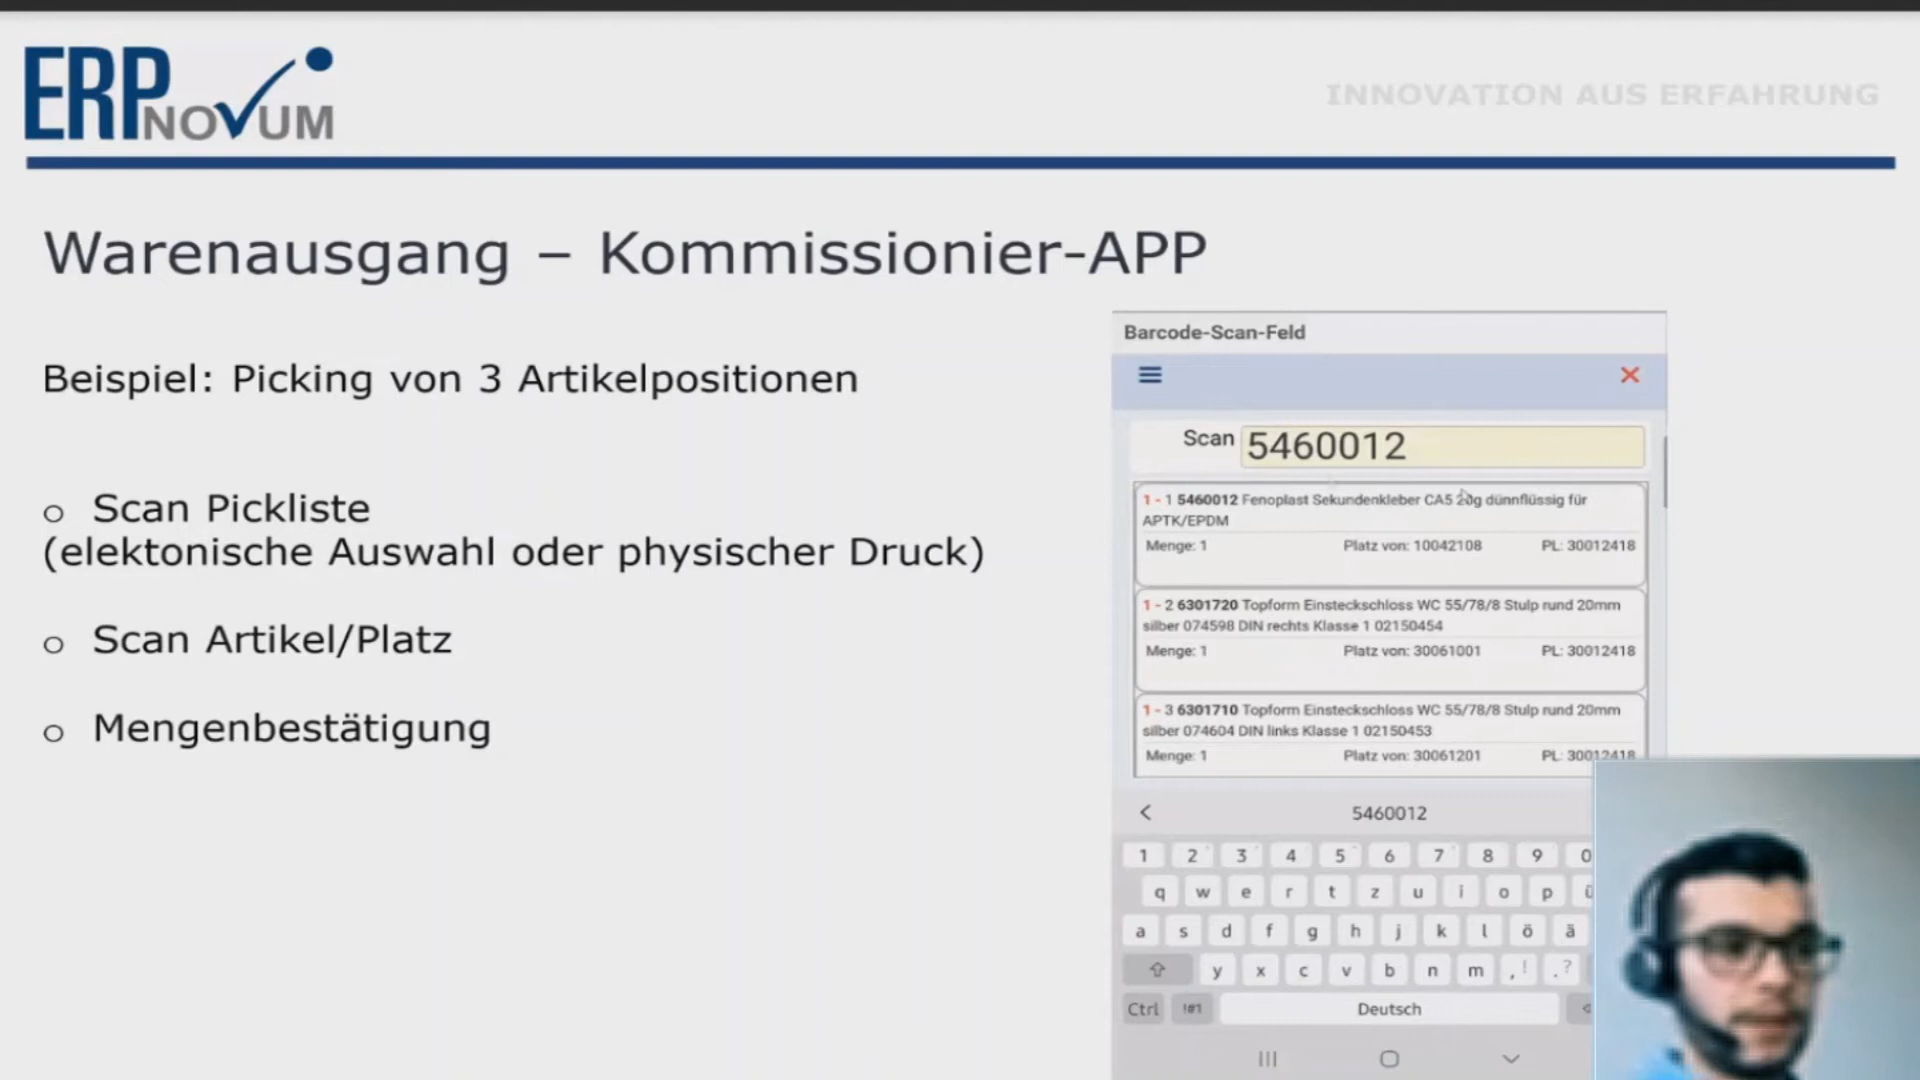 ERP NOVUM
INNOVATION AUS ERFAHRUNG
Warenausgang – Kommissionier-APP
Beispiel: Picking von 3 Artikelpositionen
o Scan Pickliste
(elektonische Auswahl oder physischer Druck)
o Scan Artikel/Platz
o Mengenbestätigung
Barcode-Scan-Feld
Scan 5460012
1 - 1 5460012 Fenoplast Sekundenkleber CA5 20g dünnflüssig für
APTK/EPDM
Menge: 1 Platz von: 10042108 PL: 30012418
1 - 2 6301720 Topform Einsteckschloss WC 55/78/8 Stulp rund 20mm
silber 074598 DIN rechts Klasse 1 02150454
Menge: 1 Platz von: 30061001 PL: 30012418
1 - 3 6301710 Topform Einsteckschloss WC 55/78/8 Stulp rund 20mm
silber 074604 DIN links Klasse 1 02150453
Menge: 1 Platz von: 30061201 PL: 30012418
5460012
1 2 3 4 5 6 7 8 9 0
q w e r t z u i o p ü
a s d f g h j k l ö ä
y x c v b n m , ! . ?
Ctrl !#1 Deutsch